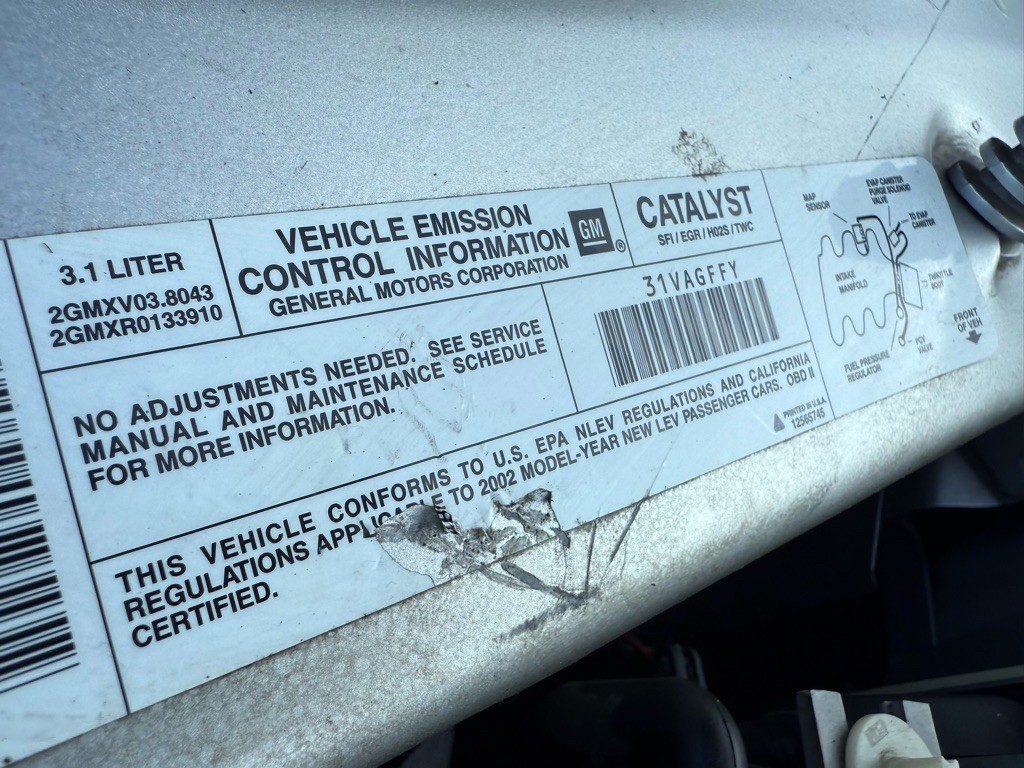 3.1 LITER
2GMXV03.8043
2GMXR0133910
VEHICLE EMISSION
CONTROL INFORMATION
GENERAL MOTORS CORPORATION
GM
®
CATALYST
SFI / EGR / HO2S / TWC
NO ADJUSTMENTS NEEDED. SEE SERVICE
MANUAL AND MAINTENANCE SCHEDULE
FOR MORE INFORMATION.
31VAGFFY
THIS VEHICLE CONFORMS TO U.S. EPA NLEV REGULATIONS AND CALIFORNIA
REGULATIONS APPLICABLE TO 2002 MODEL-YEAR NEW LEV PASSENGER CARS. OBD II
CERTIFIED.
PRINTED IN U.S.A.
12565745
MAP
SENSOR
EVAP CANISTER
PURGE SOLENOID
VALVE
TO EVAP
CANISTER
INTAKE
MANIFOLD
THROTTLE
BODY
FUEL PRESSURE
REGULATOR
PCV
VALVE
FRONT
OF VEH